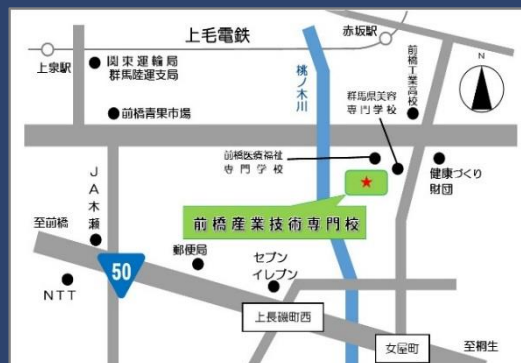 上毛電鉄
赤坂駅
上泉駅
関東運輸局
群馬陸運支局
桃ノ木川
前橋工業高校
N
群馬県美容
専門学校
前橋青果市場
前橋医療福祉
専門学校
健康づくり
財団
JA木瀬
至前橋
前橋産業技術専門校
郵便局
セブン
イレブン
50
NTT
上長磯町西
女屋町
至桐生